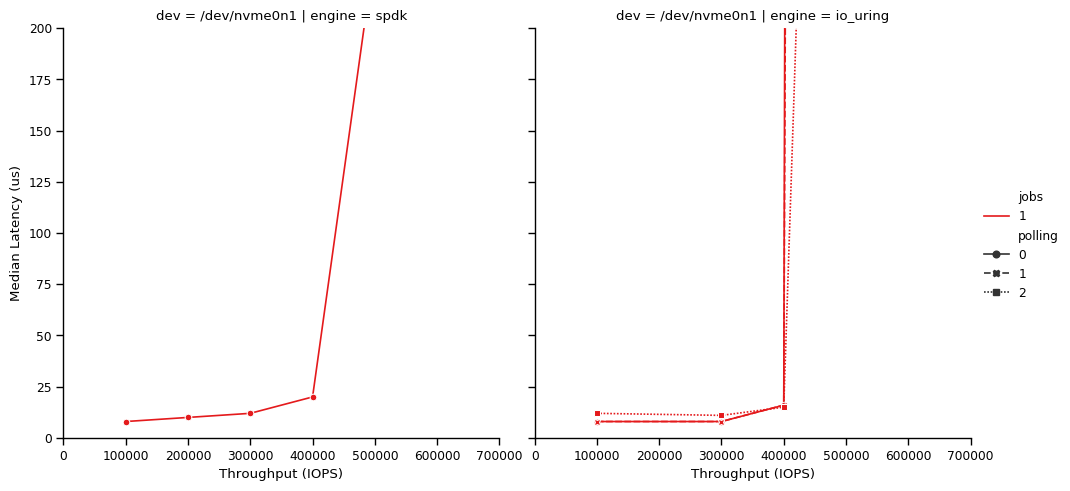 dev = /dev/nvme0n1 | engine = spdk
dev = /dev/nvme0n1 | engine = io_uring
200
175
150
125
100
75
50
25
0
Median Latency (us)
0 100000 200000 300000 400000 500000 600000 700000
0 100000 200000 300000 400000 500000 600000 700000
Throughput (IOPS)
Throughput (IOPS)
jobs
1
polling
0
1
2